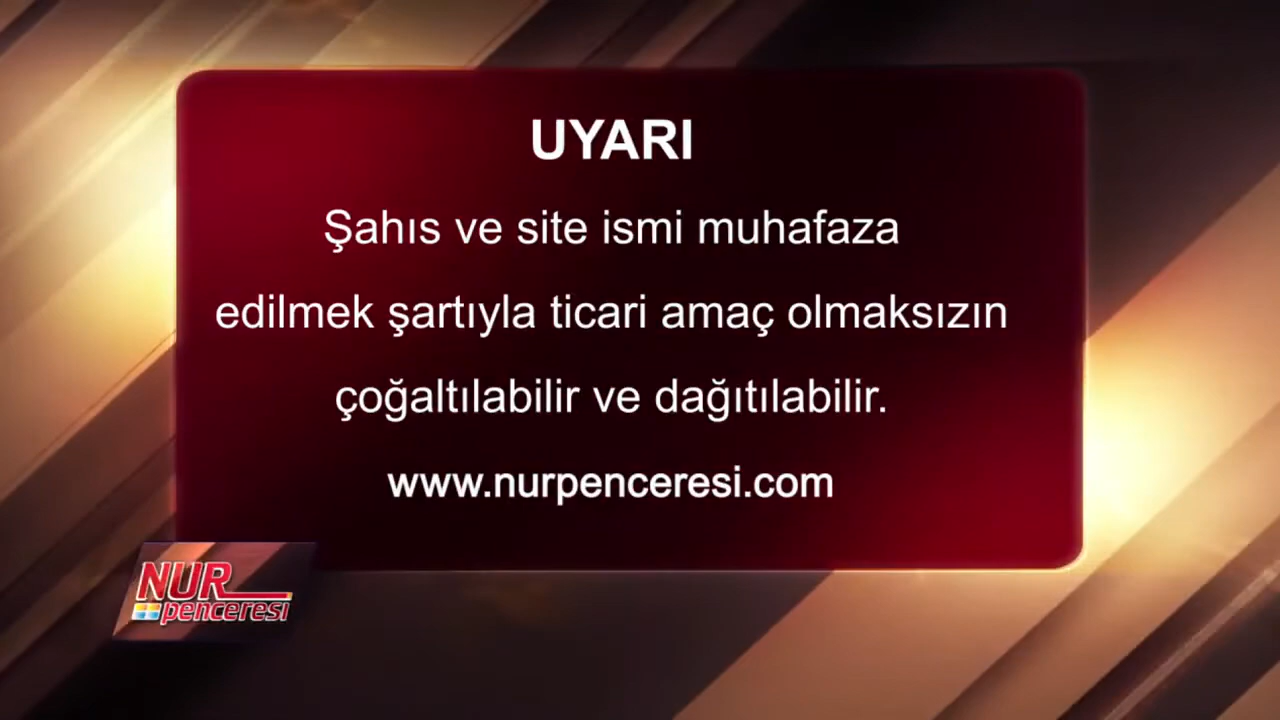 UYARI
Şahıs ve site ismi muhafaza
edilmek şartıyla ticari amaç olmaksızın
çoğaltılabilir ve dağıtılabilir.
www.nurpenceresi.com
NUR
penceresi